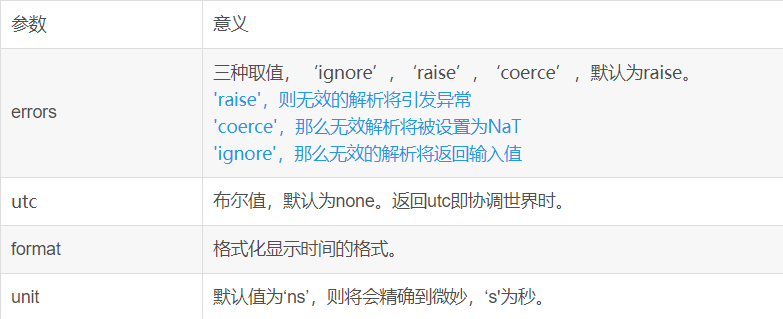 参数 意义
errors
三种取值，‘ignore’，‘raise’，‘coerce’，默认为raise。
'raise'，则无效的解析将引发异常
'coerce'，那么无效解析将被设置为NaT
'ignore'，那么无效的解析将返回输入值
utc 布尔值，默认为none。返回utc即协调世界时。
format 格式化显示时间的格式。
unit 默认值为‘ns’，则将会精确到微妙，‘s'为秒。